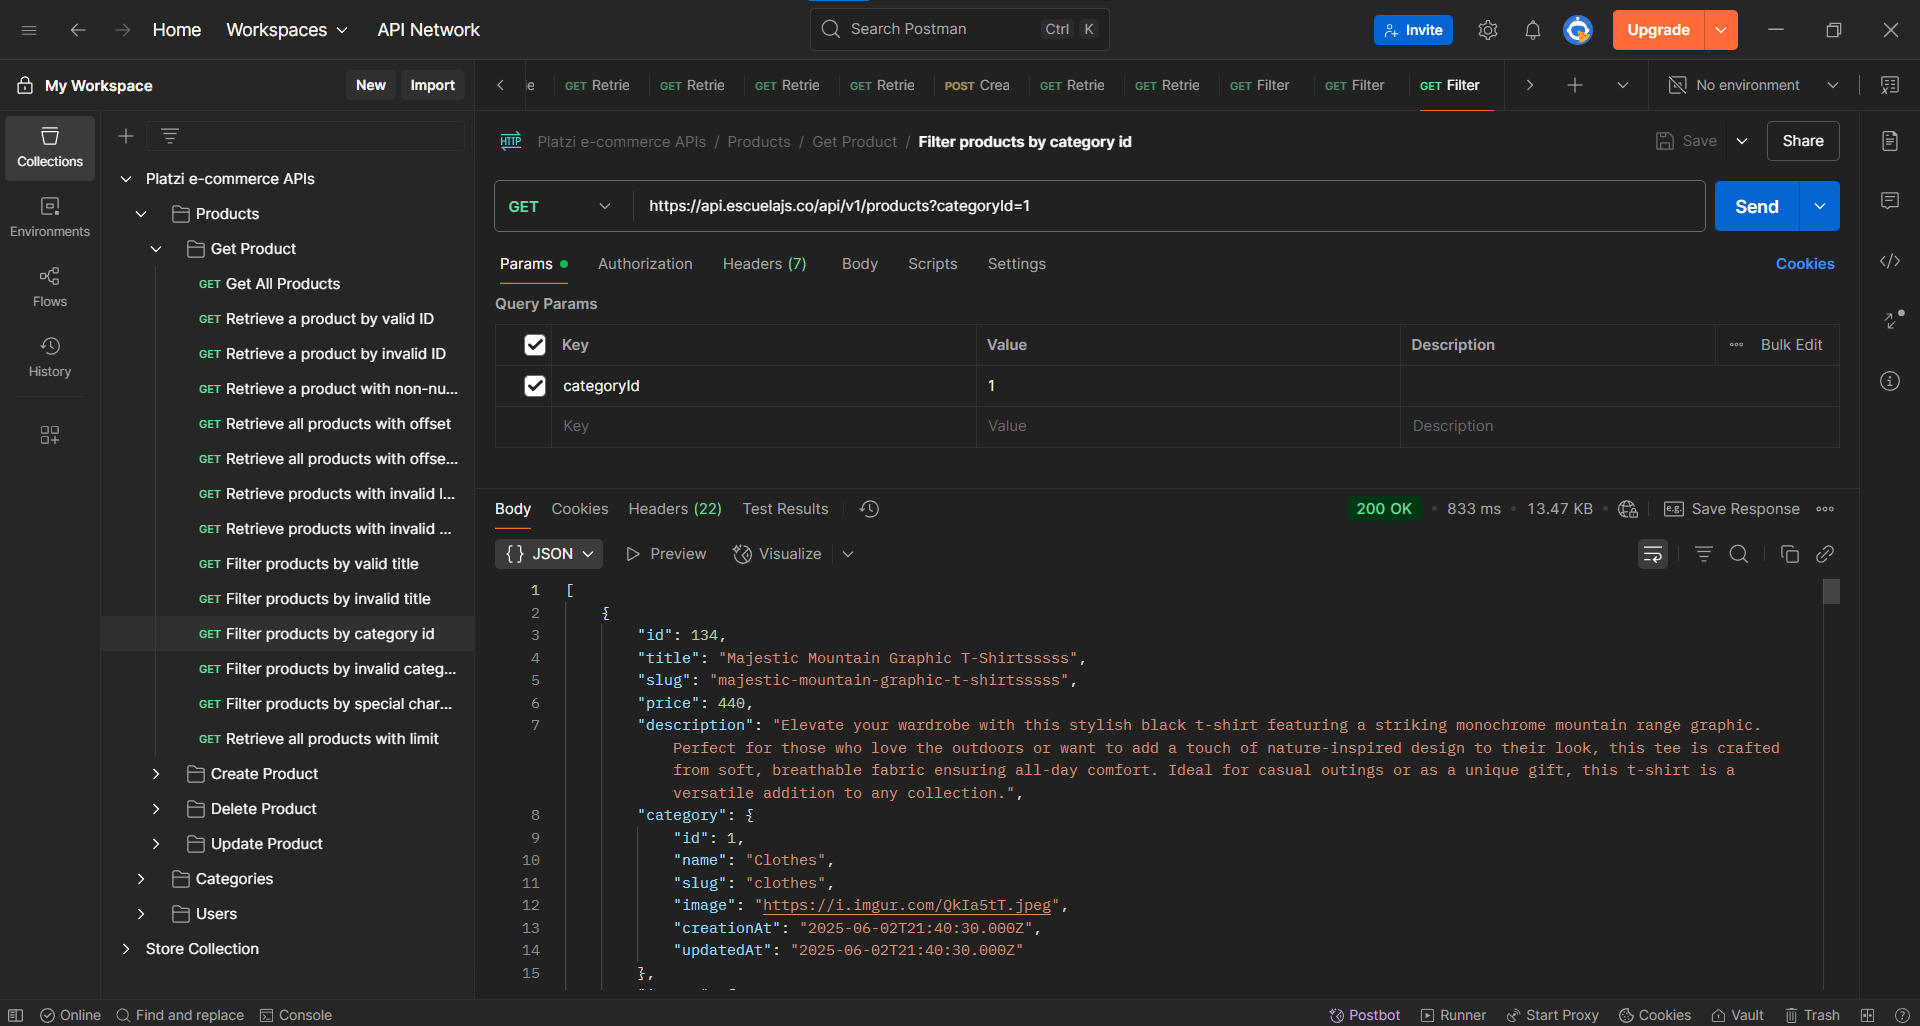 Home Workspaces API Network Search Postman Ctrl K Invite Upgrade
My Workspace New Import
e GET Retrie GET Retrie GET Retrie GET Retrie POST Crea GET Retrie GET Retrie GET Filter GET Filter GET Filter No environment
Collections
Environments
Flows
History
Platzi e-commerce APIs
Products
Get Product
GET Get All Products
GET Retrieve a product by valid ID
GET Retrieve a product by invalid ID
GET Retrieve a product with non-nu...
GET Retrieve all products with offset
GET Retrieve all products with offse...
GET Retrieve products with invalid l...
GET Retrieve products with invalid ...
GET Filter products by valid title
GET Filter products by invalid title
GET Filter products by category id
GET Filter products by invalid categ...
GET Filter products by special char...
GET Retrieve all products with limit
Create Product
Delete Product
Update Product
Categories
Users
Store Collection
HTTP Platzi e-commerce APIs / Products / Get Product / Filter products by category id Save Share
GET https://api.escuelajs.co/api/v1/products?categoryId=1 Send
Params Authorization Headers (7) Body Scripts Settings Cookies
Query Params
Key Value Description Bulk Edit
categoryId 1
Key Value Description
Body Cookies Headers (22) Test Results 200 OK 833 ms 13.47 KB e.g. Save Response
{} JSON Preview Visualize
1 [
2 {
3 "id": 134,
4 "title": "Majestic Mountain Graphic T-Shirtsssss",
5 "slug": "majestic-mountain-graphic-t-shirtsssss",
6 "price": 440,
7 "description": "Elevate your wardrobe with this stylish black t-shirt featuring a striking monochrome mountain range graphic.
Perfect for those who love the outdoors or want to add a touch of nature-inspired design to their look, this tee is crafted
from soft, breathable fabric ensuring all-day comfort. Ideal for casual outings or as a unique gift, this t-shirt is a
versatile addition to any collection.",
8 "category": {
9 "id": 1,
10 "name": "Clothes",
11 "slug": "clothes",
12 "image": "https://i.imgur.com/QkIa5tT.jpeg",
13 "creationAt": "2025-06-02T21:40:30.000Z",
14 "updatedAt": "2025-06-02T21:40:30.000Z"
15 },
Online Find and replace Console Postbot Runner Start Proxy Cookies Vault Trash